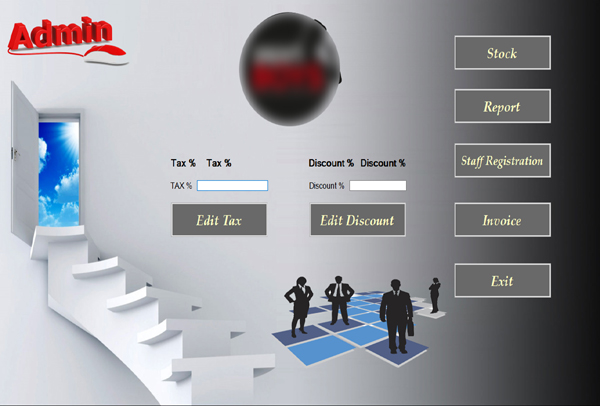 Admin
Tax % Tax %
TAX %
Edit Tax
Discount % Discount %
Discount %
Edit Discount
Stock
Report
Staff Registration
Invoice
Exit